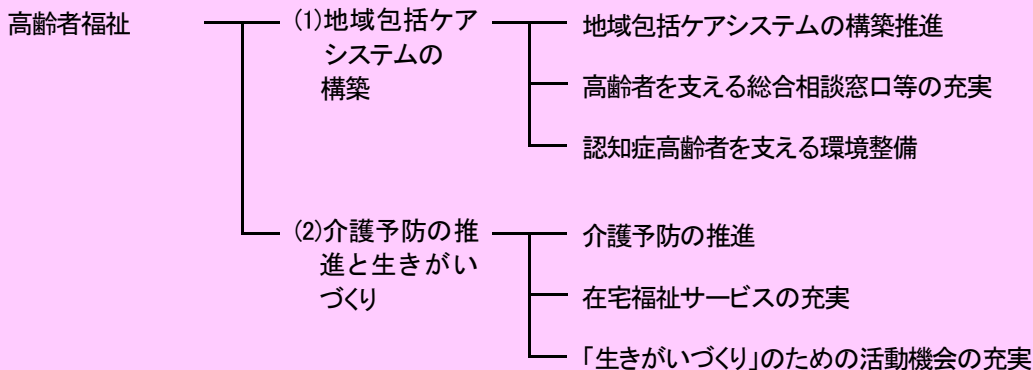 高齢者福祉
(1)地域包括ケア
システムの
構築
地域包括ケアシステムの構築推進
高齢者を支える総合相談窓口等の充実
認知症高齢者を支える環境整備
(2)介護予防の推
進と生きがい
づくり
介護予防の推進
在宅福祉サービスの充実
「生きがいづくり」のための活動機会の充実